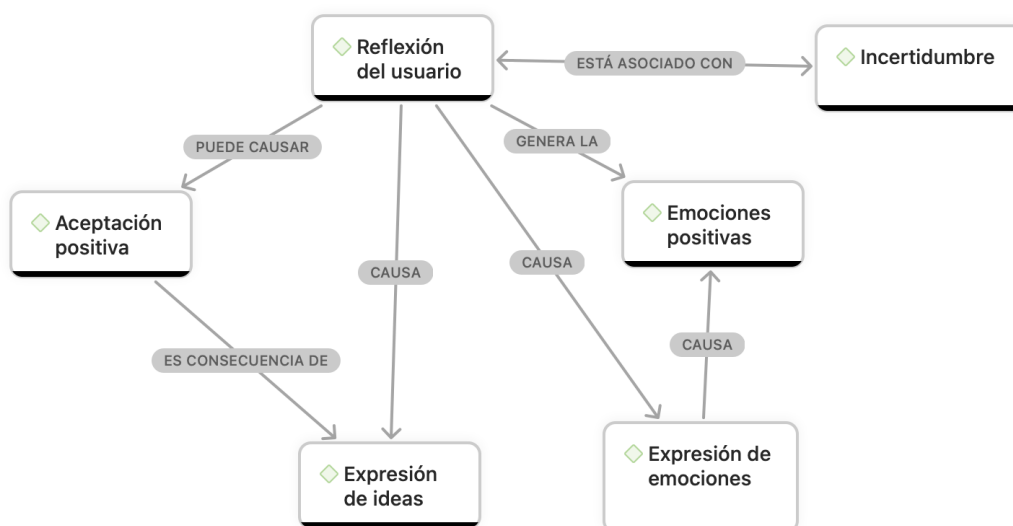 Reflexión
del usuario
ESTÁ ASOCIADO CON
Incertidumbre
PUEDE CAUSAR
GENERA LA
Aceptación
positiva
Emociones
positivas
CAUSA
CAUSA
ES CONSECUENCIA DE
CAUSA
Expresión
de ideas
Expresión de
emociones